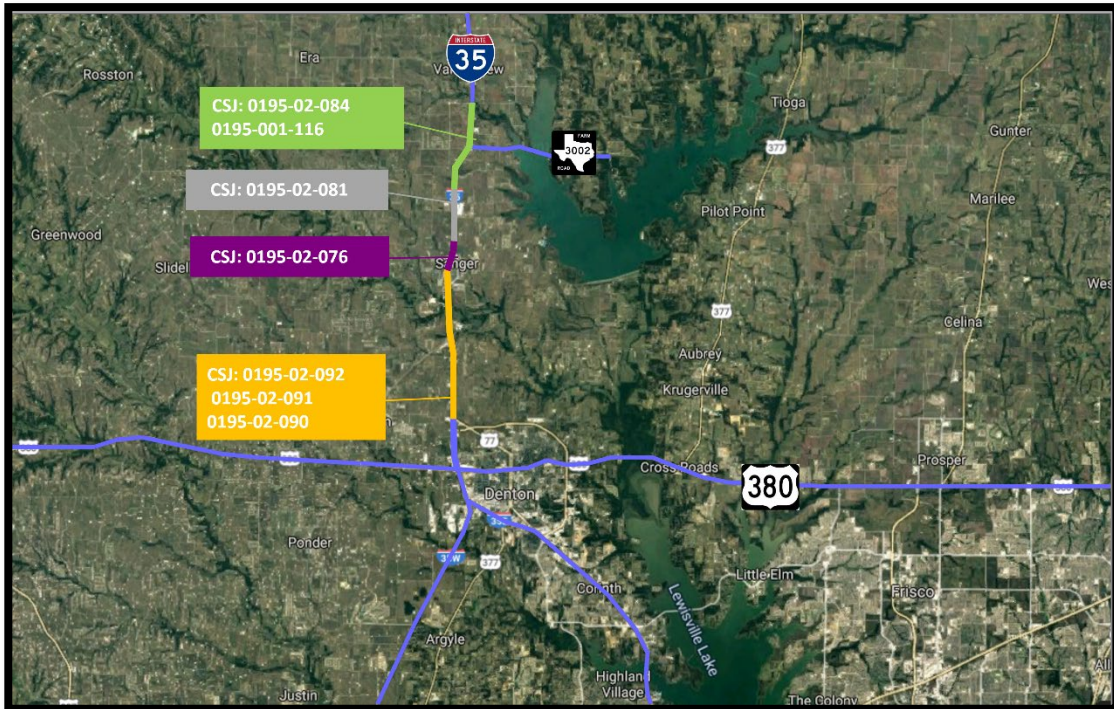 Era
Rosston
INTERSTATE
35
CSJ: 0195-02-084
0195-001-116
Tioga
377
Gunter
FARM
3002
ROAD
CSJ: 0195-02-081
Marilee
Pilot Point
Greenwood
CSJ: 0195-02-076
Sanger
377
Celina
Aubrey
Krugerville
CSJ: 0195-02-092
0195-02-091
0195-02-090
77
Cross Roads
Prosper
380
Denton
Ponder
35W
377
Little Elm
Corinth
Frisco
Lewisville Lake
Argyle
Highland
Village
Justin
The Colony